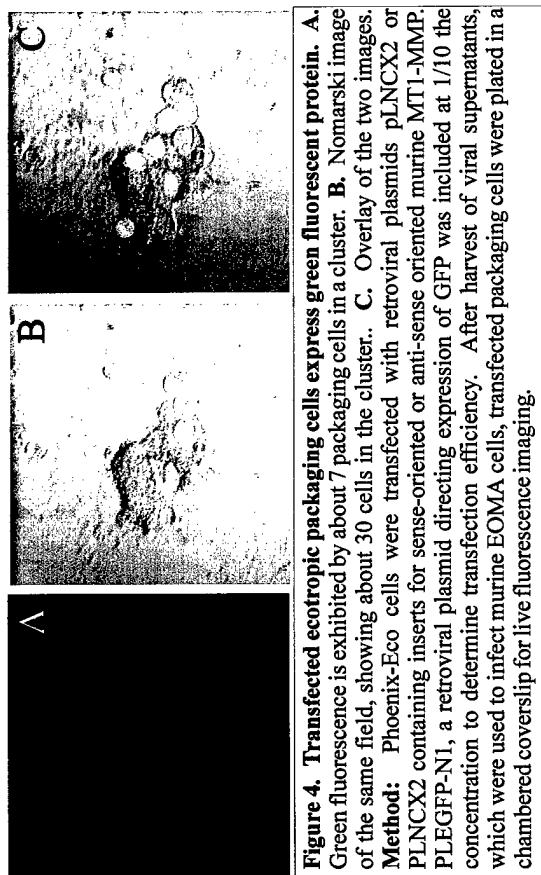 A
B
C
Figure 4. Transfected ecotropic packaging cells express green fluorescent protein. A.
Green fluorescence is exhibited by about 7 packaging cells in a cluster. B. Nomarski image
of the same field, showing about 30 cells in the cluster.. C. Overlay of the two images.
Method: Phoenix-Eco cells were transfected with retroviral plasmids pLNCX2 or
PLNCX2 containing inserts for sense-oriented or anti-sense oriented murine MT1-MMP.
PLEGFP-N1, a retroviral plasmid directing expression of GFP was included at 1/10 the
concentration to determine transfection efficiency. After harvest of viral supernatants,
which were used to infect murine EOMA cells, transfected packaging cells were plated in a
chambered coverslip for live fluorescence imaging.